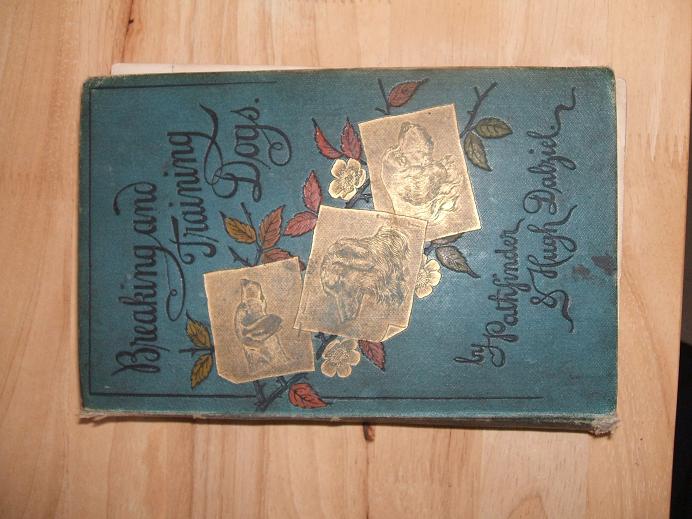 Breaking and
Training
Dogs.
by Pathfinder
& Hugh Dalziel